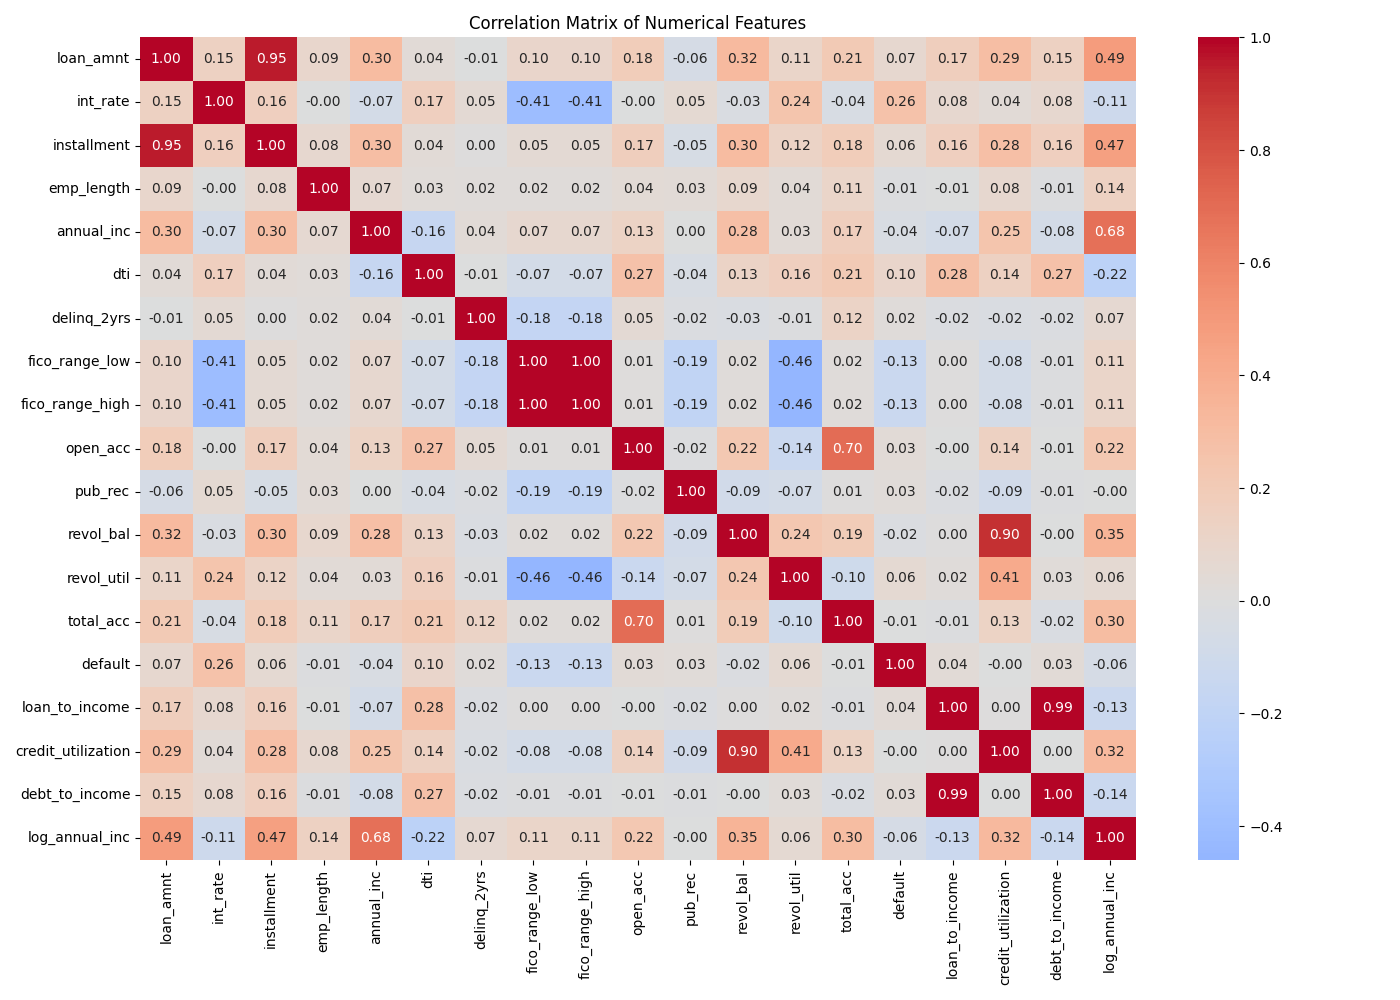 Correlation Matrix of Numerical Features
loan_amnt 1.00 0.15 0.95 0.09 0.30 0.04 -0.01 0.10 0.10 0.18 -0.06 0.32 0.11 0.21 0.07 0.17 0.29 0.15 0.49
int_rate 0.15 1.00 0.16 -0.00 -0.07 0.17 0.05 -0.41 -0.41 -0.00 0.05 -0.03 0.24 -0.04 0.26 0.08 0.04 0.08 -0.11
installment 0.95 0.16 1.00 0.08 0.30 0.04 0.00 0.05 0.05 0.17 -0.05 0.30 0.12 0.18 0.06 0.16 0.28 0.16 0.47
emp_length 0.09 -0.00 0.08 1.00 0.07 0.03 0.02 0.02 0.02 0.04 0.03 0.09 0.04 0.11 -0.01 -0.01 0.08 -0.01 0.14
annual_inc 0.30 -0.07 0.30 0.07 1.00 -0.16 0.04 0.07 0.07 0.13 0.00 0.28 0.03 0.17 -0.04 -0.07 0.25 -0.08 0.68
dti 0.04 0.17 0.04 0.03 -0.16 1.00 -0.01 -0.07 -0.07 0.27 -0.04 0.13 0.16 0.21 0.10 0.28 0.14 0.27 -0.22
delinq_2yrs -0.01 0.05 0.00 0.02 0.04 -0.01 1.00 -0.18 -0.18 0.05 -0.02 -0.03 -0.01 0.12 0.02 -0.02 -0.02 -0.02 0.07
fico_range_low 0.10 -0.41 0.05 0.02 0.07 -0.07 -0.18 1.00 1.00 0.01 -0.19 0.02 -0.46 0.02 -0.13 0.00 -0.08 -0.01 0.11
fico_range_high 0.10 -0.41 0.05 0.02 0.07 -0.07 -0.18 1.00 1.00 0.01 -0.19 0.02 -0.46 0.02 -0.13 0.00 -0.08 -0.01 0.11
open_acc 0.18 -0.00 0.17 0.04 0.13 0.27 0.05 0.01 0.01 1.00 -0.02 0.22 -0.14 0.70 0.03 -0.00 0.14 -0.01 0.22
pub_rec -0.06 0.05 -0.05 0.03 0.00 -0.04 -0.02 -0.19 -0.19 -0.02 1.00 -0.09 -0.07 0.01 0.03 -0.02 -0.09 -0.01 -0.00
revol_bal 0.32 -0.03 0.30 0.09 0.28 0.13 -0.03 0.02 0.02 0.22 -0.09 1.00 0.24 0.19 -0.02 0.00 0.90 -0.00 0.35
revol_util 0.11 0.24 0.12 0.04 0.03 0.16 -0.01 -0.46 -0.46 -0.14 -0.07 0.24 1.00 -0.10 0.06 0.02 0.41 0.03 0.06
total_acc 0.21 -0.04 0.18 0.11 0.17 0.21 0.12 0.02 0.02 0.70 0.01 0.19 -0.10 1.00 -0.01 -0.01 0.13 -0.02 0.30
default 0.07 0.26 0.06 -0.01 -0.04 0.10 0.02 -0.13 -0.13 0.03 0.03 -0.02 0.06 -0.01 1.00 0.04 -0.00 0.03 -0.06
loan_to_income 0.17 0.08 0.16 -0.01 -0.07 0.28 -0.02 0.00 0.00 -0.00 -0.02 0.00 0.02 -0.01 0.04 1.00 0.00 0.99 -0.13
credit_utilization 0.29 0.04 0.28 0.08 0.25 0.14 -0.02 -0.08 -0.08 0.14 -0.09 0.90 0.41 0.13 -0.00 0.00 1.00 0.00 0.32
debt_to_income 0.15 0.08 0.16 -0.01 -0.08 0.27 -0.02 -0.01 -0.01 -0.01 -0.01 -0.00 0.03 -0.02 0.03 0.99 0.00 1.00 -0.14
log_annual_inc 0.49 -0.11 0.47 0.14 0.68 -0.22 0.07 0.11 0.11 0.22 -0.00 0.35 0.06 0.30 -0.06 -0.13 0.32 -0.14 1.00
loan_amnt
int_rate
installment
emp_length
annual_inc
dti
delinq_2yrs
fico_range_low
fico_range_high
open_acc
pub_rec
revol_bal
revol_util
total_acc
default
loan_to_income
credit_utilization
debt_to_income
log_annual_inc
1.0
0.8
0.6
0.4
0.2
0.0
−0.2
−0.4